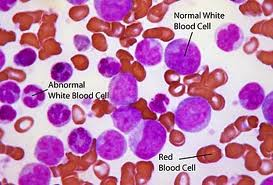 Normal White
Blood Cell
Abnormal
White Blood Cell
Red
Blood Cell